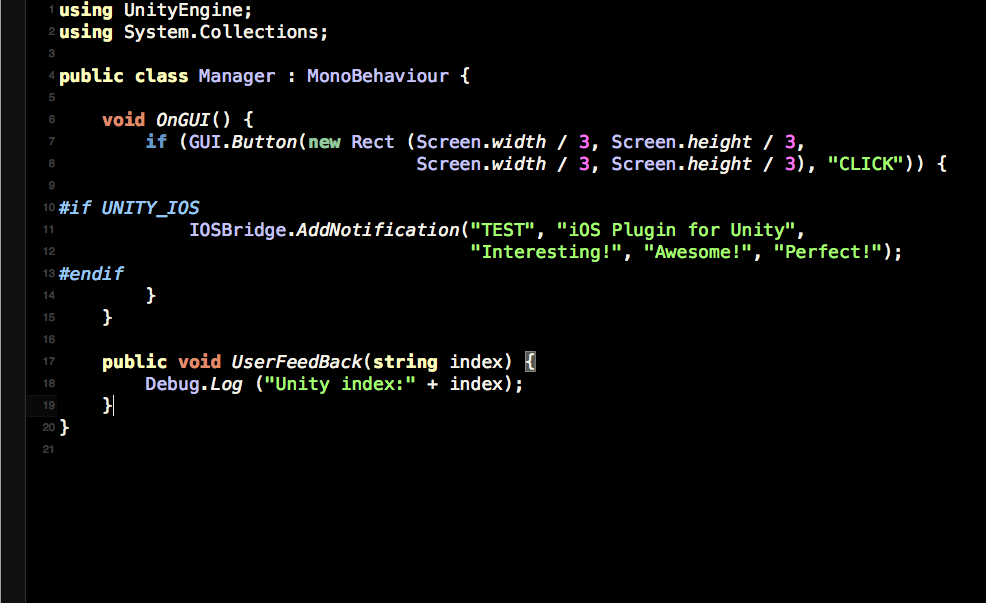 1 using UnityEngine;
2 using System.Collections;
3
4 public class Manager : MonoBehaviour {
5
6     void OnGUI() {
7         if (GUI.Button(new Rect (Screen.width / 3, Screen.height / 3,
8                                  Screen.width / 3, Screen.height / 3), "CLICK")) {
9
10 #if UNITY_IOS
11             IOSBridge.AddNotification("TEST", "iOS Plugin for Unity",
12                                       "Interesting!", "Awesome!", "Perfect!");
13 #endif
14         }
15     }
16
17     public void UserFeedBack(string index) {
18         Debug.Log ("Unity index:" + index);
19     }
20 }
21